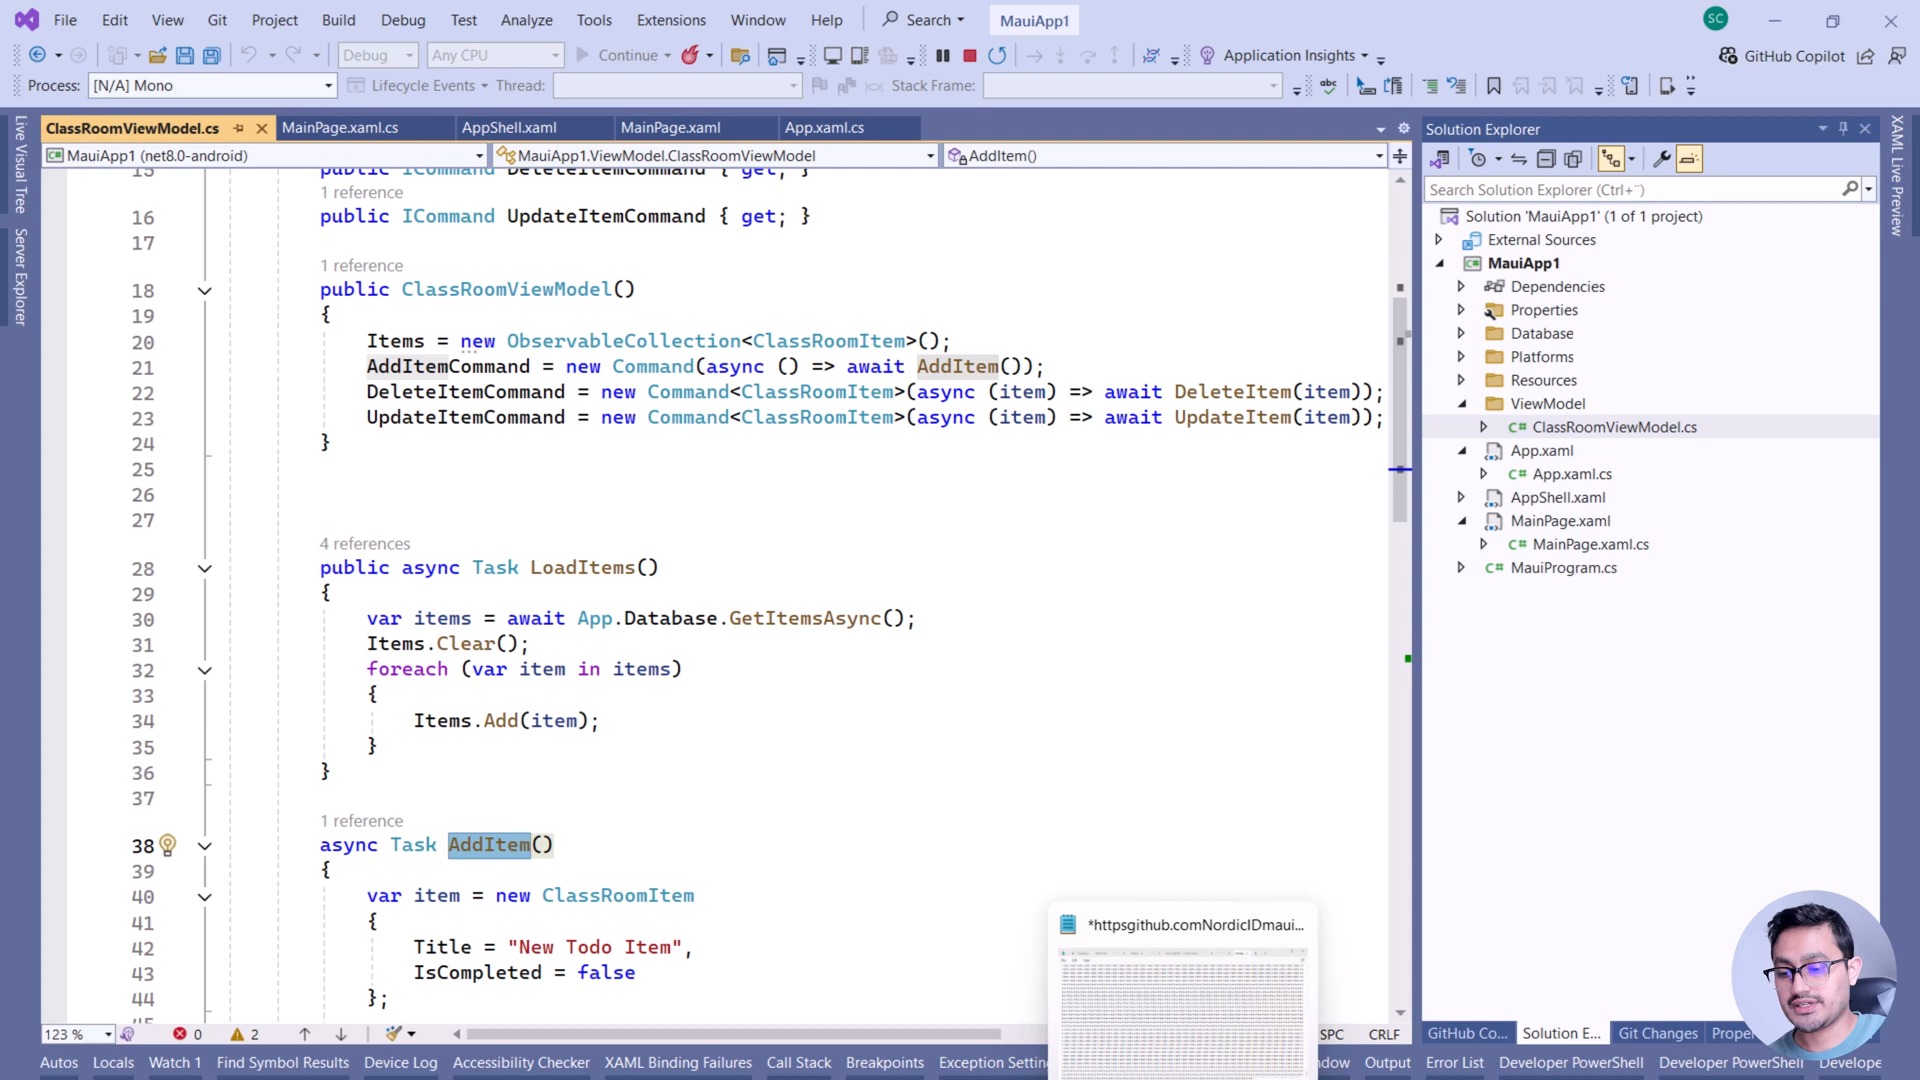 File Edit View Git Project Build Debug Test Analyze Tools Extensions Window Help Search MauiApp1 SC
Debug Any CPU Continue Application Insights GitHub Copilot
Process: [N/A] Mono Lifecycle Events Thread: Stack Frame:
ClassRoomViewModel.cs MainPage.xaml.cs AppShell.xaml MainPage.xaml App.xaml.cs
MauiApp1 (net8.0-android) MauiApp1.ViewModel.ClassRoomViewModel AddItem()
15 public ICommand DeleteItemCommand { get; }
1 reference
16 public ICommand UpdateItemCommand { get; }
17
1 reference
18 public ClassRoomViewModel()
19 {
20 Items = new ObservableCollection<ClassRoomItem>();
21 AddItemCommand = new Command(async () => await AddItem());
22 DeleteItemCommand = new Command<ClassRoomItem>(async (item) => await DeleteItem(item));
23 UpdateItemCommand = new Command<ClassRoomItem>(async (item) => await UpdateItem(item));
24 }
25
26
27
4 references
28 public async Task LoadItems()
29 {
30 var items = await App.Database.GetItemsAsync();
31 Items.Clear();
32 foreach (var item in items)
33 {
34 Items.Add(item);
35 }
36 }
37
1 reference
38 async Task AddItem()
39 {
40 var item = new ClassRoomItem
41 {
42 Title = "New Todo Item",
43 IsCompleted = false
44 };
123 % 0 2 SPC CRLF
*httpsgithub.comNordicIDmaui...
Live Visual Tree
Server Explorer
Solution Explorer
Search Solution Explorer (Ctrl+¨)
Solution 'MauiApp1' (1 of 1 project)
External Sources
MauiApp1
Dependencies
Properties
Database
Platforms
Resources
ViewModel
C# ClassRoomViewModel.cs
App.xaml
C# App.xaml.cs
AppShell.xaml
MainPage.xaml
C# MainPage.xaml.cs
C# MauiProgram.cs
XAML Live Preview
GitHub Co... Solution E... Git Changes Proper
Autos Locals Watch 1 Find Symbol Results Device Log Accessibility Checker XAML Binding Failures Call Stack Breakpoints Exception Settin ndow Output Error List Developer PowerShell Developer PowerShell Develope